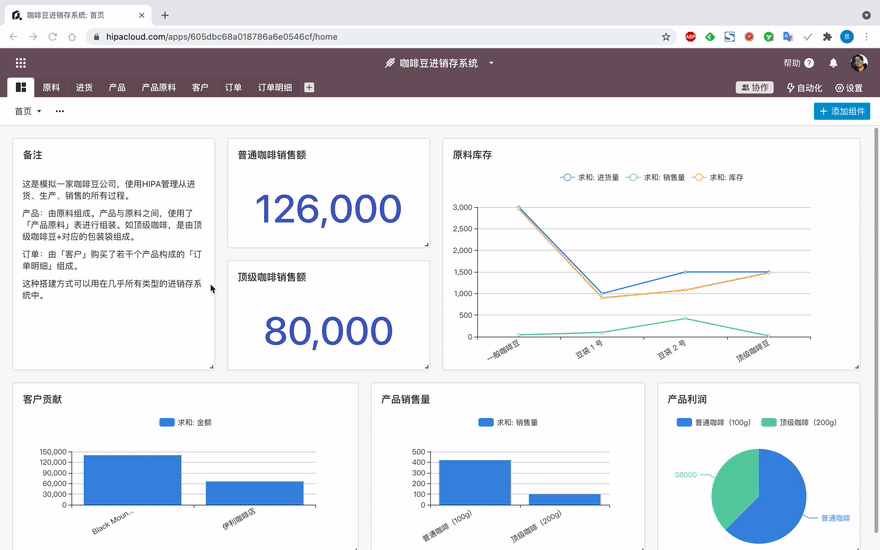 咖啡豆进销存系统: 首页
hipacloud.com/apps/605dbc68a018786a6e0546cf/home
咖啡豆进销存系统
帮助
原料 进货 产品 产品原料 客户 订单 订单明细
协作 自动化 设置
首页
添加组件
备注
这是模拟一家咖啡豆公司，使用HIPA管理从进
货、生产、销售的所有过程。
产品：由原料组成。产品与原料之间，使用了
「产品原料」表进行组装。如顶级咖啡，是由顶
级咖啡豆+对应的包装袋组成。
订单：由「客户」购买了若干个产品构成的「订
单明细」组成。
这种搭建方式可以用在几乎所有类型的进销存系
统中。
普通咖啡销售额
126,000
顶级咖啡销售额
80,000
原料库存
求和: 进货量 求和: 销售量 求和: 库存
3,000
2,500
2,000
1,500
1,000
500
0
一般咖啡豆 豆袋 1 号 豆袋 2 号 顶级咖啡豆
客户贡献
求和: 金额
150,000
120,000
90,000
60,000
30,000
0
Black Moun... 伊利咖啡店
产品销售量
求和: 销售量
500
400
300
200
100
0
普通咖啡（100g） 顶级咖啡（200g）
产品利润
普通咖啡（100g） 顶级咖啡（200g）
58000
普通咖啡